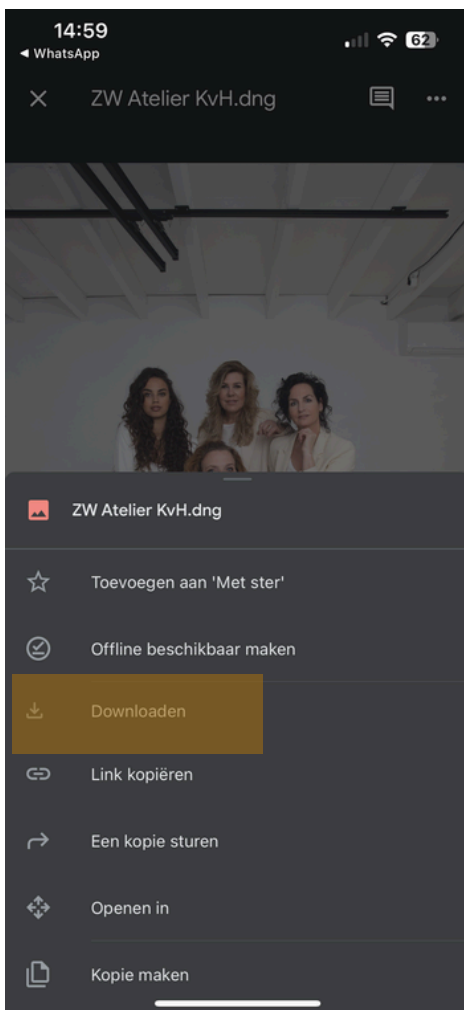 14:59
◀ WhatsApp
62
ZW Atelier KvH.dng
ZW Atelier KvH.dng
Toevoegen aan 'Met ster'
Offline beschikbaar maken
Downloaden
Link kopiëren
Een kopie sturen
Openen in
Kopie maken